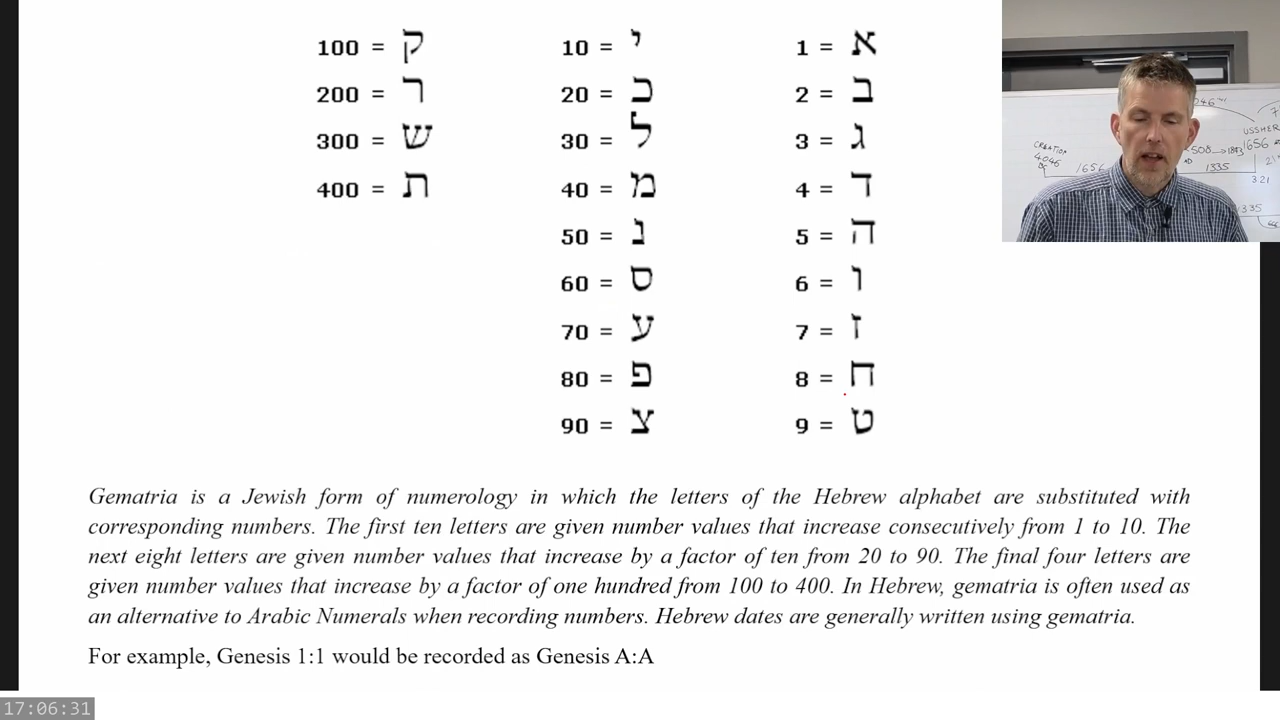 100 = ק 10 = י 1 = א
200 = ר 20 = כ 2 = ב
300 = ש 30 = ל 3 = ג
400 = ת 40 = מ 4 = ד
50 = נ 5 = ה
60 = ס 6 = ו
70 = ע 7 = ז
80 = פ 8 = ח
90 = צ 9 = ט
USSHER
CREATION
4046
508 → 1843
1656
1656
1335
321
1335
Gematria is a Jewish form of numerology in which the letters of the Hebrew alphabet are substituted with
corresponding numbers. The first ten letters are given number values that increase consecutively from 1 to 10. The
next eight letters are given number values that increase by a factor of ten from 20 to 90. The final four letters are
given number values that increase by a factor of one hundred from 100 to 400. In Hebrew, gematria is often used as
an alternative to Arabic Numerals when recording numbers. Hebrew dates are generally written using gematria.
For example, Genesis 1:1 would be recorded as Genesis A:A
17:06:31